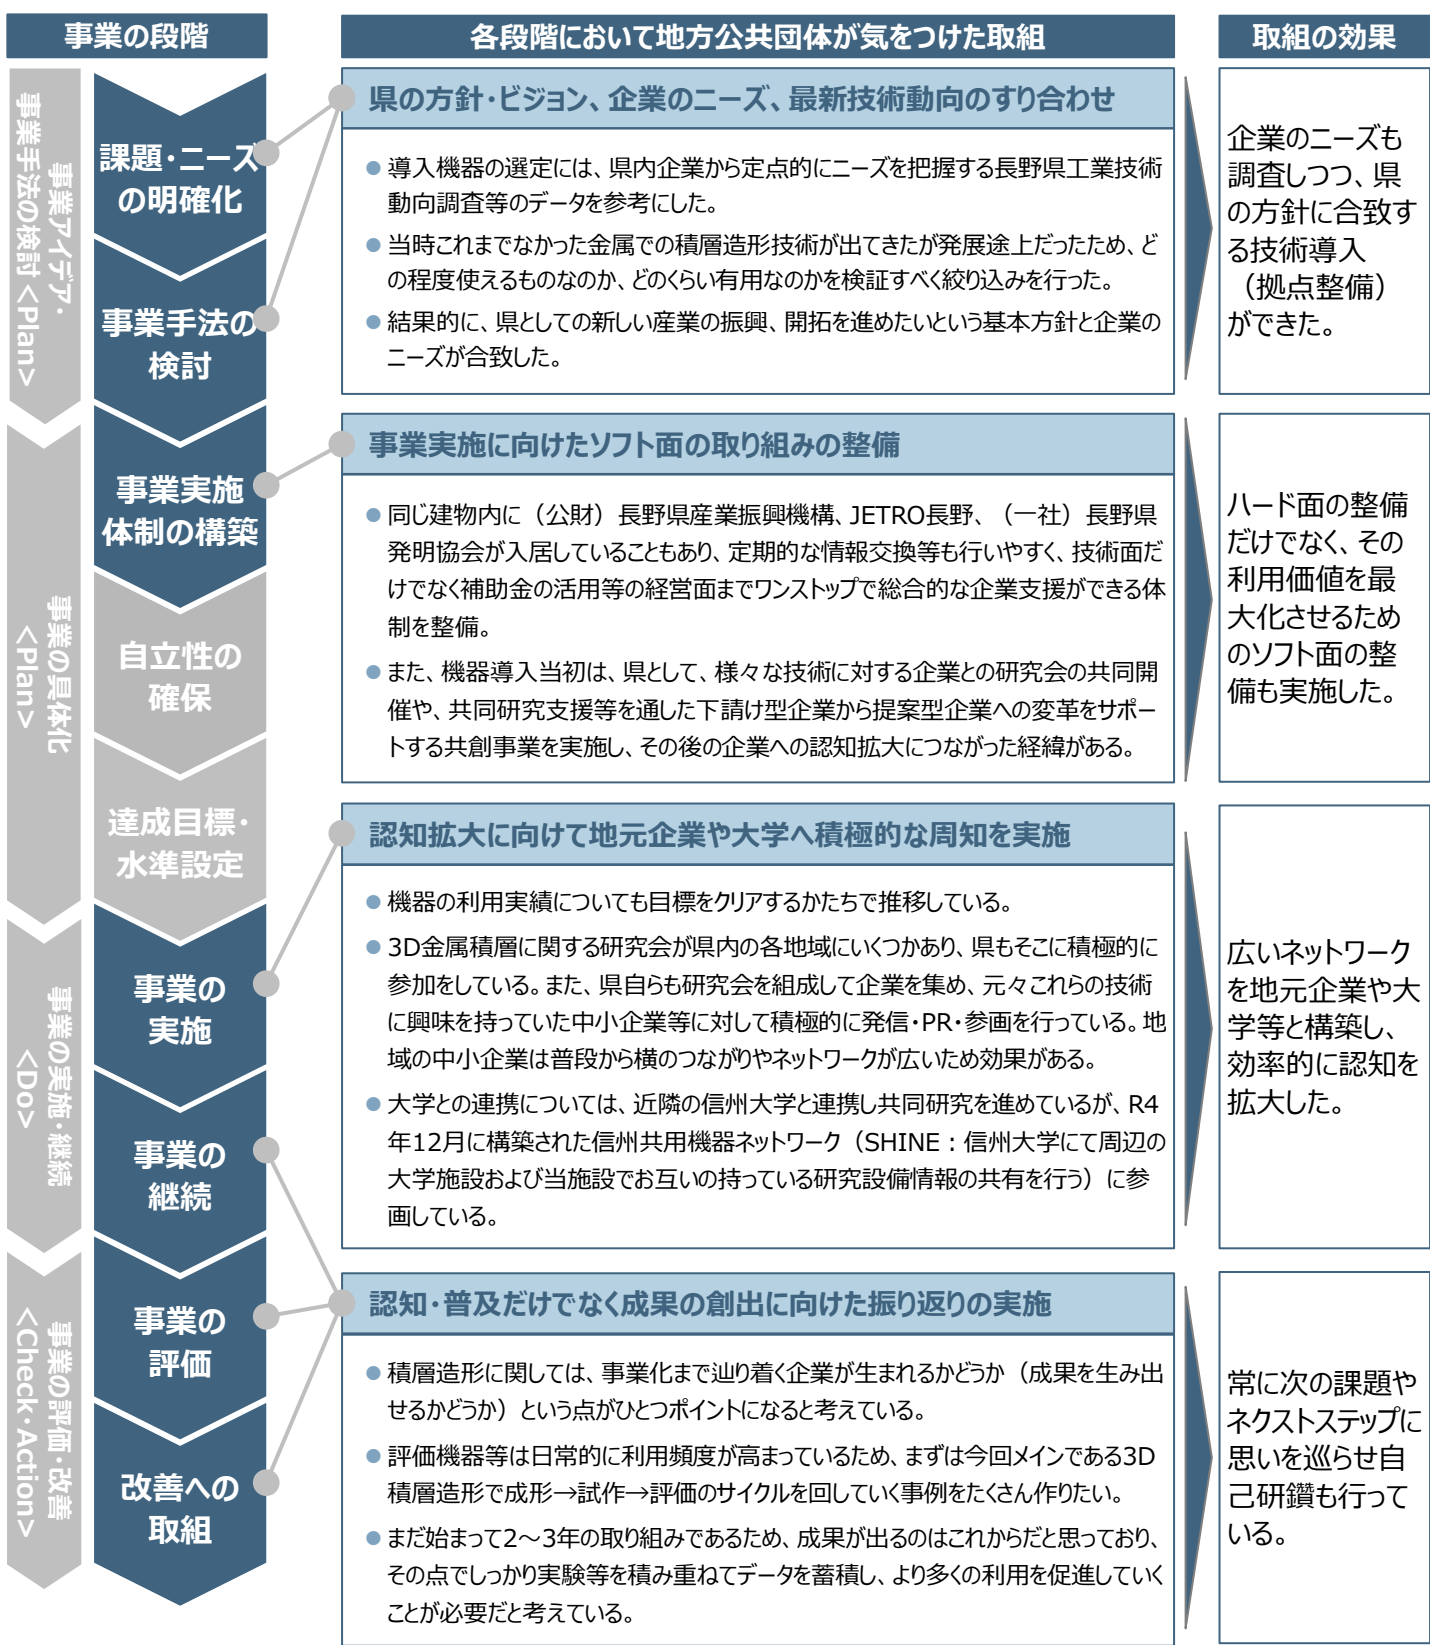 事業の段階
各段階において地方公共団体が気をつけた取組
取組の効果
事業アイデア・
事業手法の検討 <Plan>
課題・ニーズ
の明確化
事業手法の
検討
県の方針・ビジョン、企業のニーズ、最新技術動向のすり合わせ
● 導入機器の選定には、県内企業から定点的にニーズを把握する長野県工業技術
動向調査等のデータを参考にした。
● 当時これまでなかった金属での積層造形技術が出てきたが発展途上だったため、ど
の程度使えるものなのか、どのくらい有用なのかを検証すべく絞り込みを行った。
● 結果的に、県としての新しい産業の振興、開拓を進めたいという基本方針と企業の
ニーズが合致した。
企業のニーズも
調査しつつ、県
の方針に合致す
る技術導入
（拠点整備）
ができた。
事業の具体化
<Plan>
事業実施
体制の構築
自立性の
確保
達成目標・
水準設定
事業実施に向けたソフト面の取り組みの整備
● 同じ建物内に（公財）長野県産業振興機構、JETRO長野、（一社）長野県
発明協会が入居していることもあり、定期的な情報交換等も行いやすく、技術面だ
けでなく補助金の活用等の経営面までワンストップで総合的な企業支援ができる体
制を整備。
● また、機器導入当初は、県として、様々な技術に対する企業との研究会の共同開
催や、共同研究支援等を通した下請け型企業から提案型企業への変革をサポー
トする共創事業を実施し、その後の企業への認知拡大につながった経緯がある。
ハード面の整備
だけでなく、その
利用価値を最
大化させるため
のソフト面の整
備も実施した。
事業の実施・継続
<Do>
事業の
実施
事業の
継続
認知拡大に向けて地元企業や大学へ積極的な周知を実施
● 機器の利用実績についても目標をクリアするかたちで推移している。
● 3D金属積層に関する研究会が県内の各地域にいくつかあり、県もそこに積極的に
参加をしている。また、県自らも研究会を組成して企業を集め、元々これらの技術
に興味を持っていた中小企業等に対して積極的に発信・PR・参画を行っている。地
域の中小企業は普段から横のつながりやネットワークが広いため効果がある。
● 大学との連携については、近隣の信州大学と連携し共同研究を進めているが、R4
年12月に構築された信州共用機器ネットワーク（SHINE：信州大学にて周辺の
大学施設および当施設でお互いの持っている研究設備情報の共有を行う）に参
画している。
広いネットワーク
を地元企業や大
学等と構築し、
効率的に認知を
拡大した。
事業の評価・改善
<Check・Action>
事業の
評価
改善への
取組
認知・普及だけでなく成果の創出に向けた振り返りの実施
● 積層造形に関しては、事業化まで辿り着く企業が生まれるかどうか（成果を生み出
せるかどうか）という点がひとつポイントになると考えている。
● 評価機器等は日常的に利用頻度が高まっているため、まずは今回メインである3D
積層造形で成形→試作→評価のサイクルを回していく事例をたくさん作りたい。
● まだ始まって2～3年の取り組みであるため、成果が出るのはこれからだと思っており、
その点でしっかり実験等を積み重ねてデータを蓄積し、より多くの利用を促進していく
ことが必要だと考えている。
常に次の課題や
ネクストステップに
思いを巡らせ自
己研鑽も行って
いる。